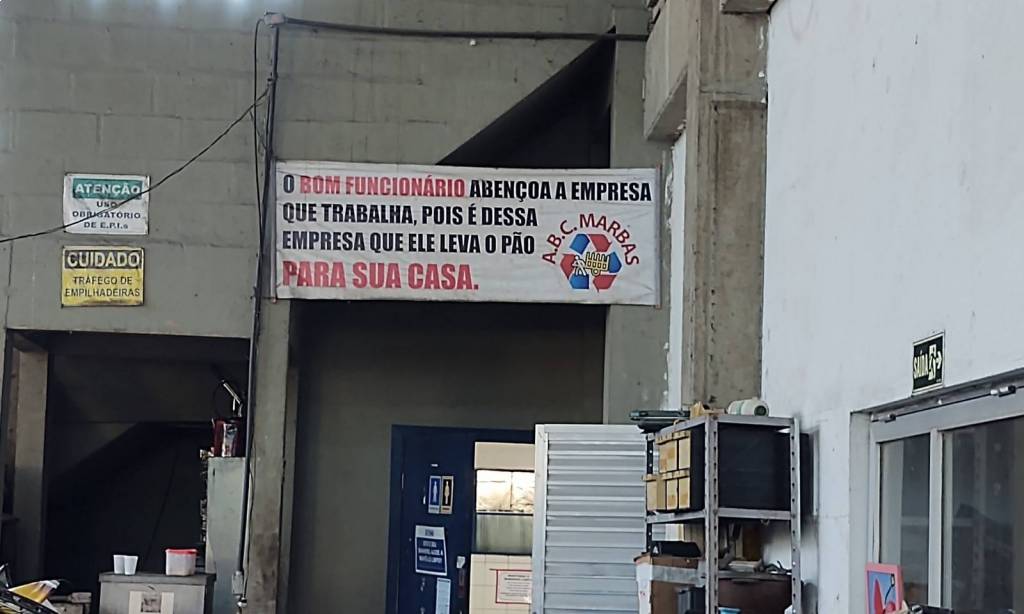 ATENÇÃO
USO
OBRIGATÓRIO
DE E.P.I.s
CUIDADO
TRÁFEGO DE
EMPILHADEIRAS
O BOM FUNCIONÁRIO ABENÇOA A EMPRESA
QUE TRABALHA, POIS É DESSA
EMPRESA QUE ELE LEVA O PÃO
PARA SUA CASA.
A.B.C. MARBAS
SAÍDA